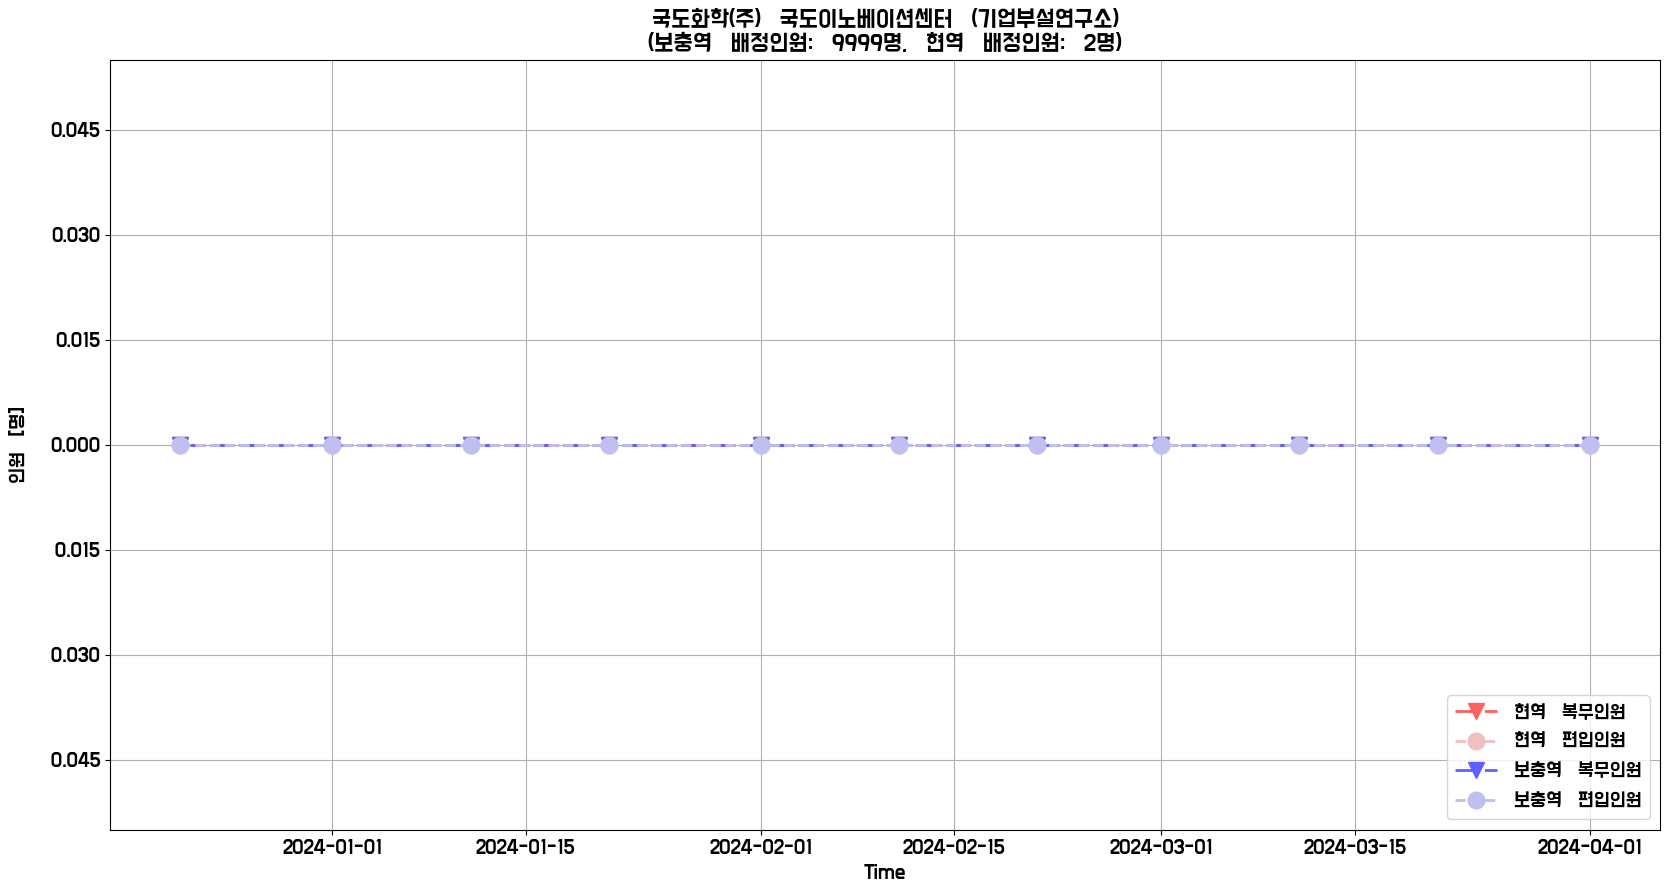 국도화학(주) 국도이노베이션센터 (기업부설연구소)
(보충역 배정인원: 9999명, 현역 배정인원: 2명)
0.045
0.030
0.015
0.000
0.015
0.030
0.045
인원 [명]
현역 복무인원
현역 편입인원
보충역 복무인원
보충역 편입인원
2024-01-01
2024-01-15
2024-02-01
2024-02-15
2024-03-01
2024-03-15
2024-04-01
Time